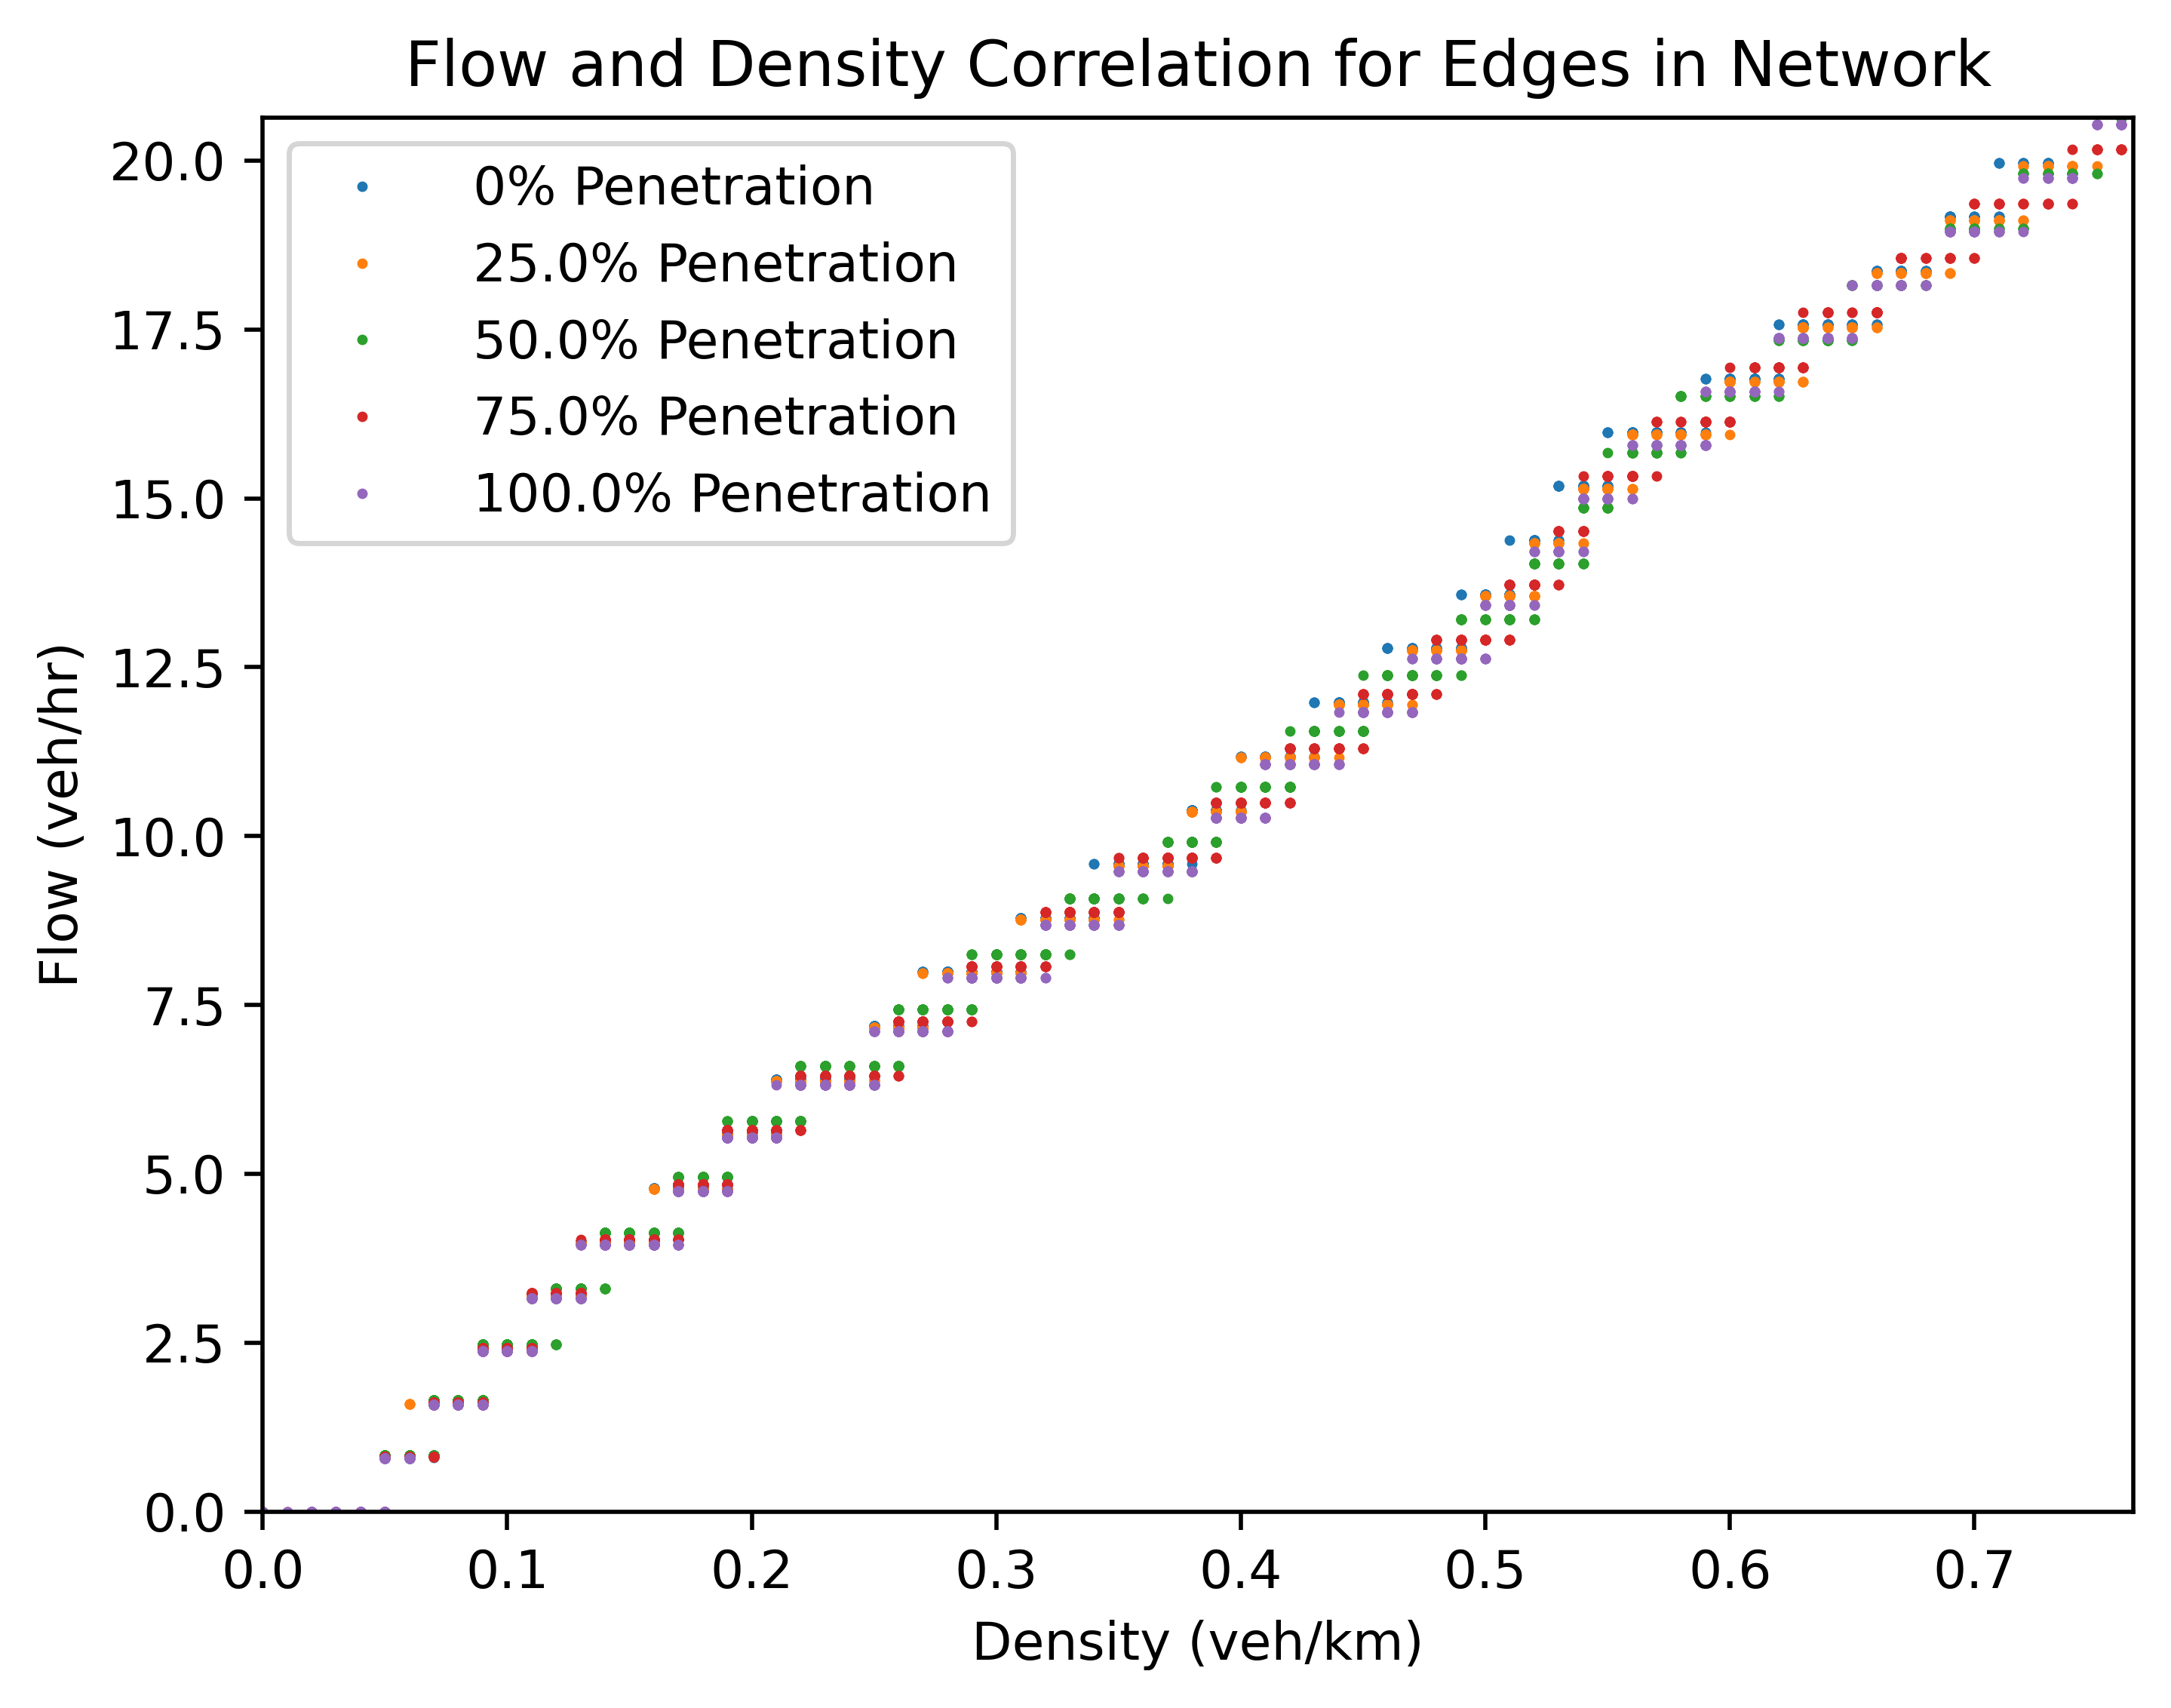 Flow and Density Correlation for Edges in Network
0% Penetration
25.0% Penetration
50.0% Penetration
75.0% Penetration
100.0% Penetration
20.0
17.5
15.0
12.5
10.0
7.5
5.0
2.5
0.0
Flow (veh/hr)
0.0 0.1 0.2 0.3 0.4 0.5 0.6 0.7
Density (veh/km)